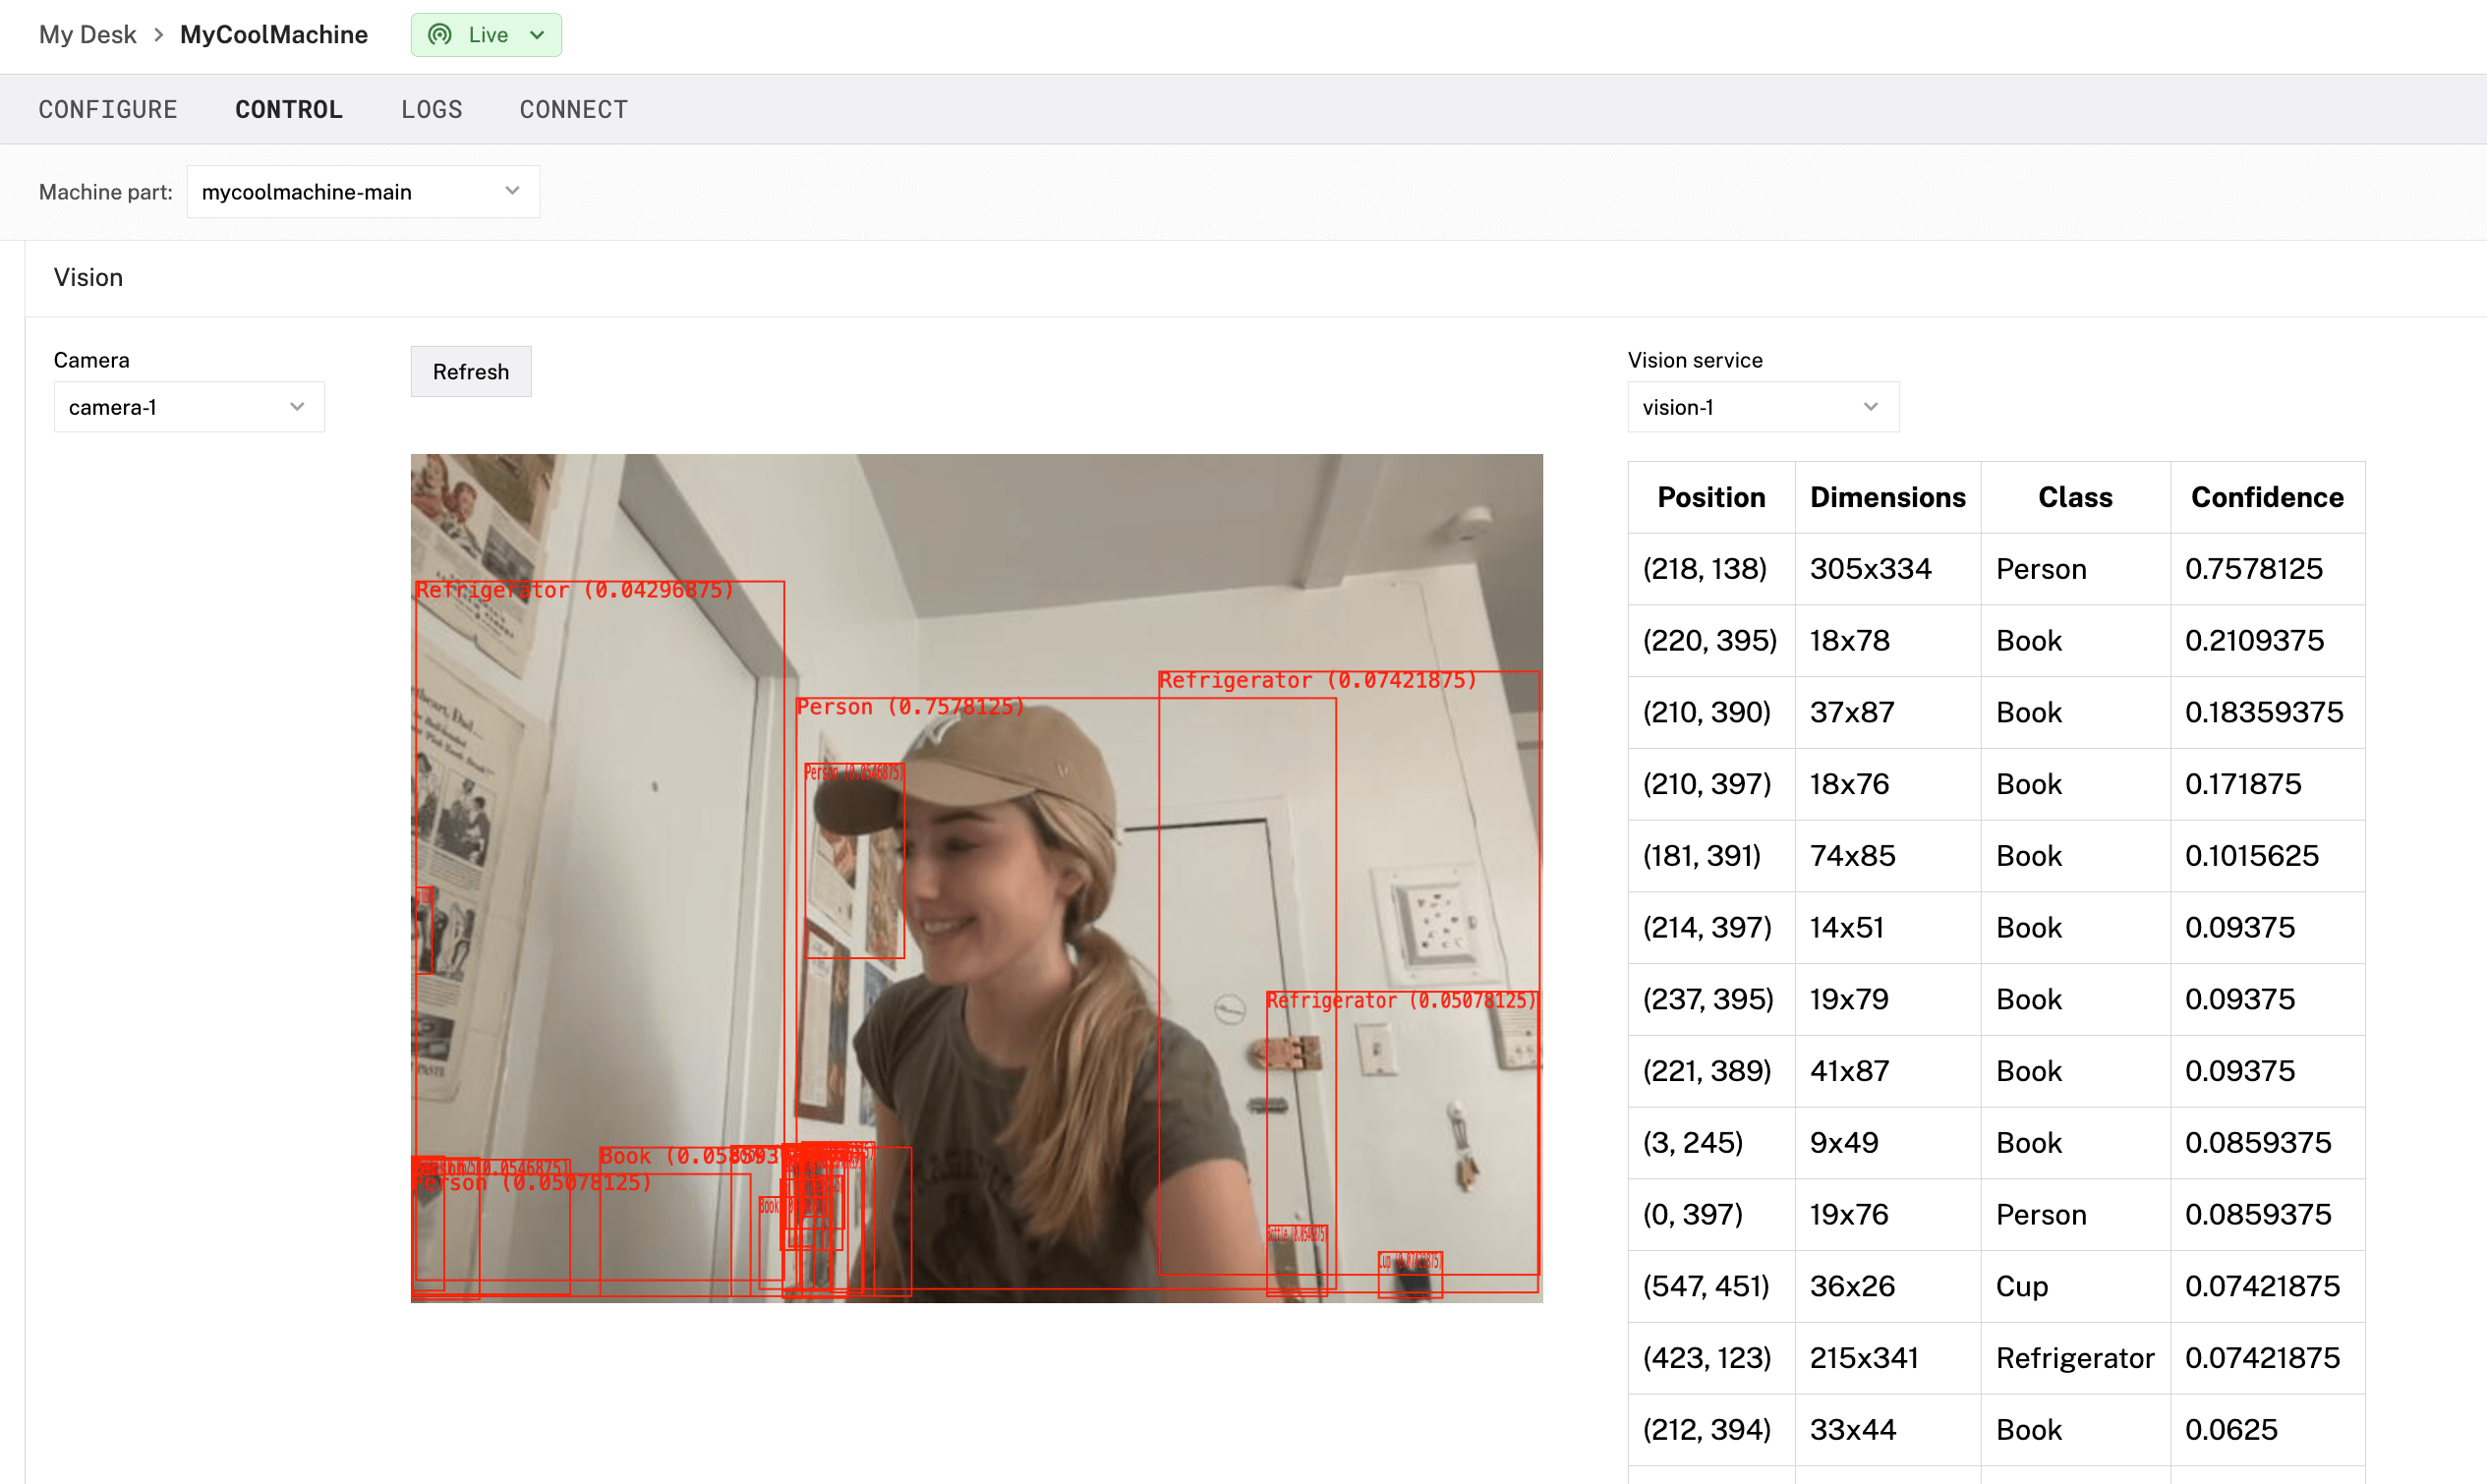 My Desk > MyCoolMachine Live
CONFIGURE CONTROL LOGS CONNECT
Machine part: mycoolmachine-main
Vision
Camera
camera-1
Refresh
Refrigerator (0.04296875)
Refrigerator (0.07421875)
Person (0.7578125)
Person (0.0546875)
Refrigerator (0.05078125)
Person (0.05078125)
Cup (0.07421875)
Vision service
vision-1
Position Dimensions Class Confidence
(218, 138) 305x334 Person 0.7578125
(220, 395) 18x78 Book 0.2109375
(210, 390) 37x87 Book 0.18359375
(210, 397) 18x76 Book 0.171875
(181, 391) 74x85 Book 0.1015625
(214, 397) 14x51 Book 0.09375
(237, 395) 19x79 Book 0.09375
(221, 389) 41x87 Book 0.09375
(3, 245) 9x49 Book 0.0859375
(0, 397) 19x76 Person 0.0859375
(547, 451) 36x26 Cup 0.07421875
(423, 123) 215x341 Refrigerator 0.07421875
(212, 394) 33x44 Book 0.0625